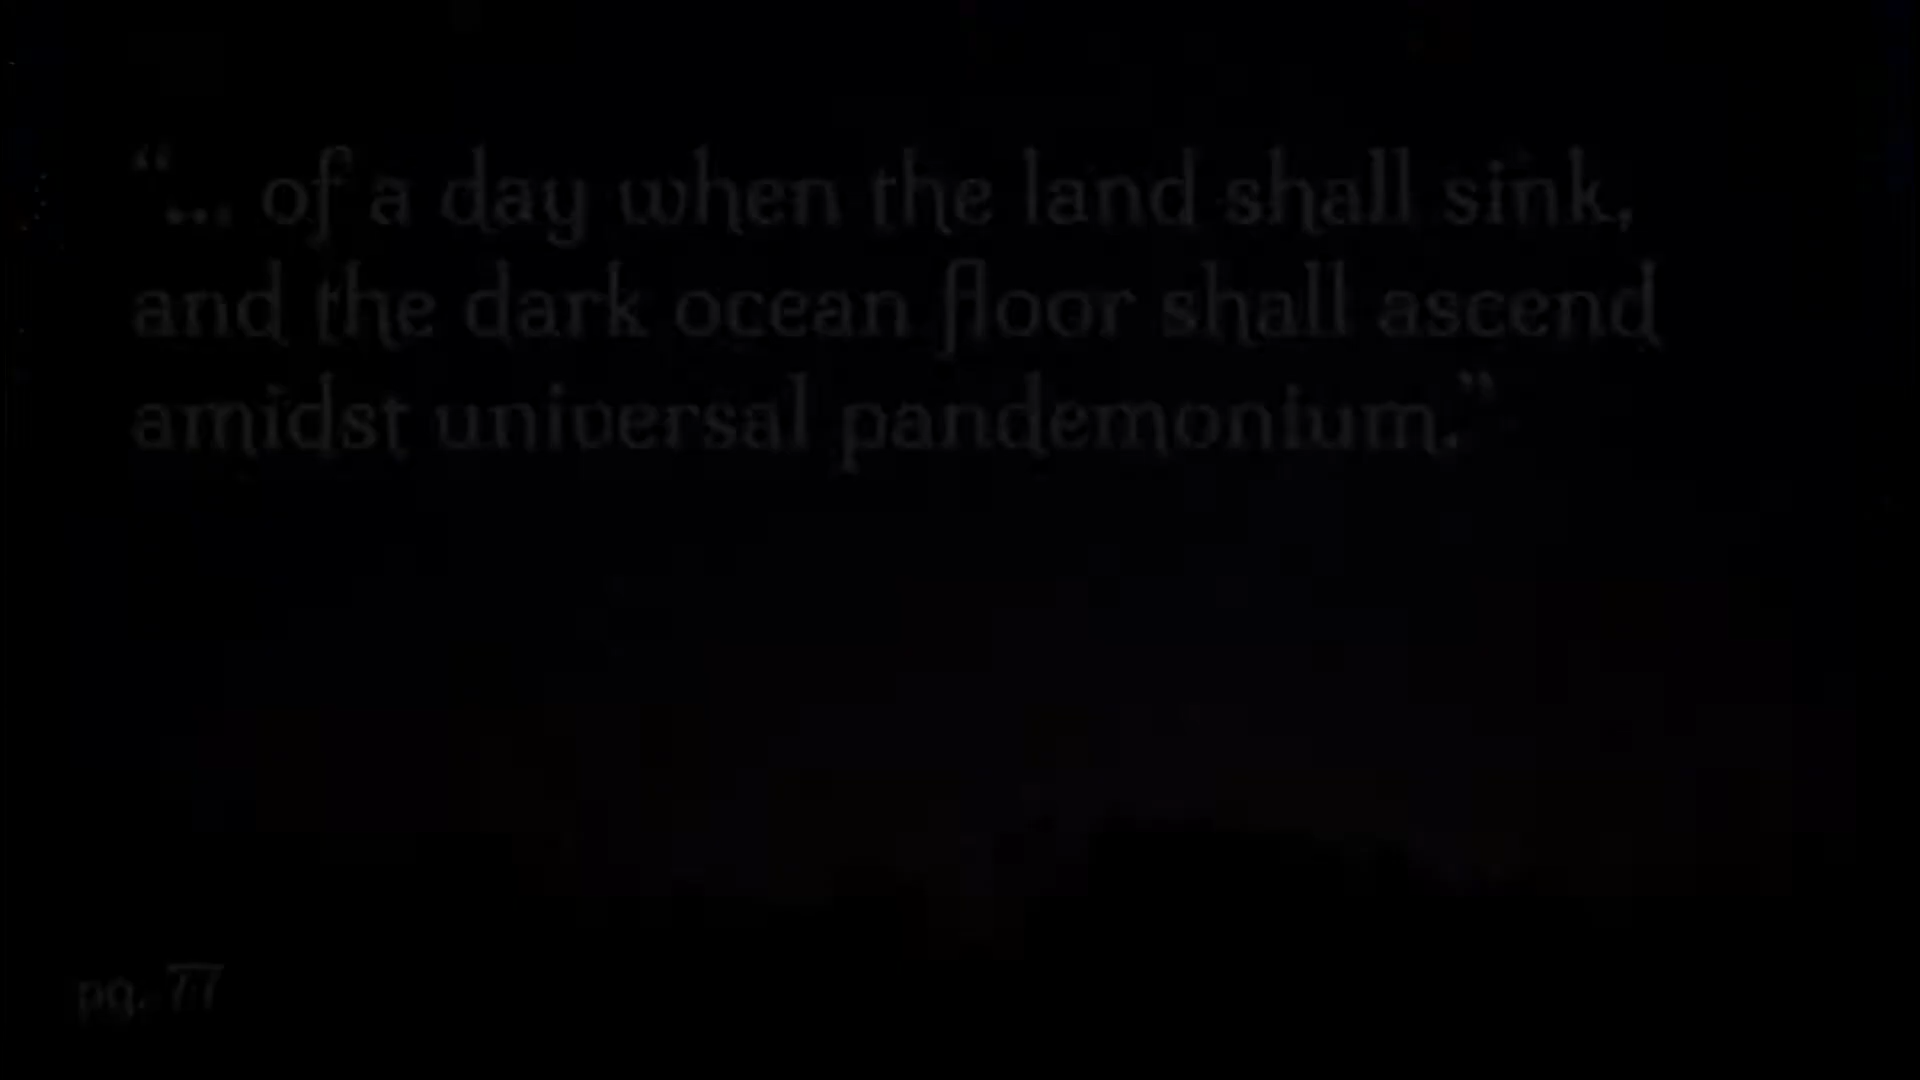 “... of a day when the land shall sink,
and the dark ocean floor shall ascend
amidst universal pandemonium.”
pg. 77